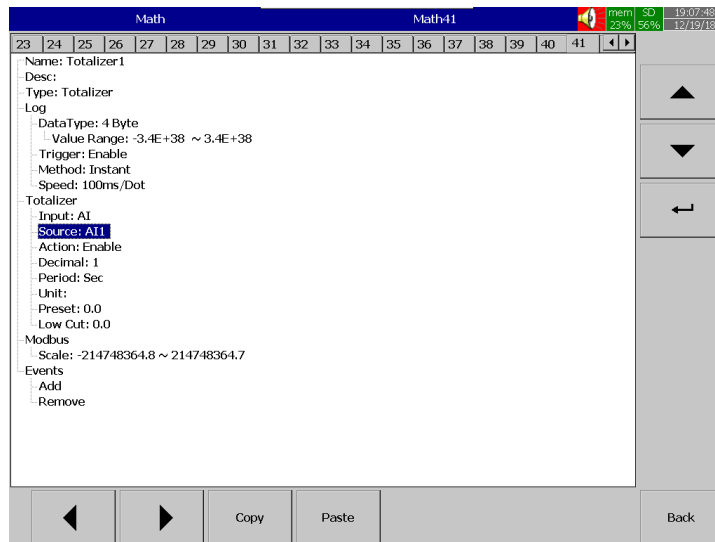 Math
Math41
mem
23%
SD
56%
19:07:48
12/19/18
23 24 25 26 27 28 29 30 31 32 33 34 35 36 37 38 39 40 41
Name: Totalizer1
Desc:
Type: Totalizer
Log
DataType: 4 Byte
Value Range: -3.4E+38 ~ 3.4E+38
Trigger: Enable
Method: Instant
Speed: 100ms/Dot
Totalizer
Input: AI
Source: AI1
Action: Enable
Decimal: 1
Period: Sec
Unit:
Preset: 0.0
Low Cut: 0.0
Modbus
Scale: -214748364.8 ~ 214748364.7
Events
Add
Remove
Copy
Paste
Back